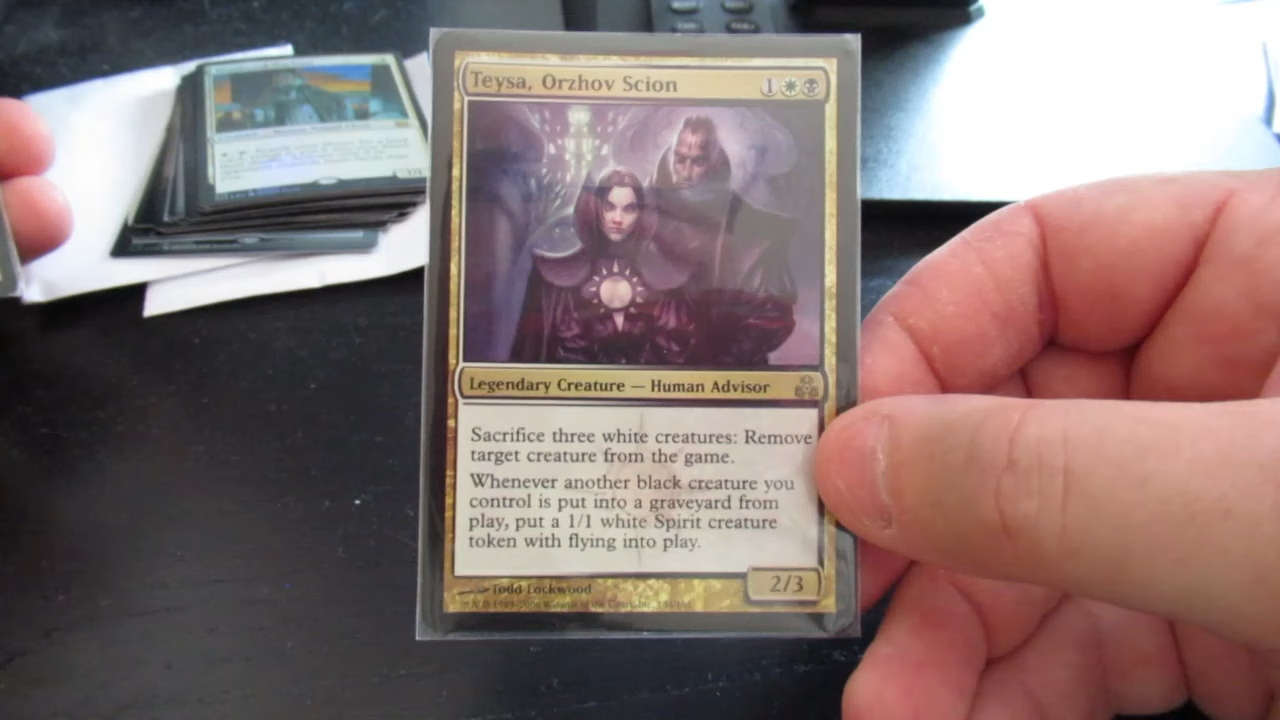 Teysa, Orzhov Scion 1
Legendary Creature — Human Advisor
Sacrifice three white creatures: Remove
target creature from the game.
Whenever another black creature you
control is put into a graveyard from
play, put a 1/1 white Spirit creature
token with flying into play.
2/3
Todd Lockwood